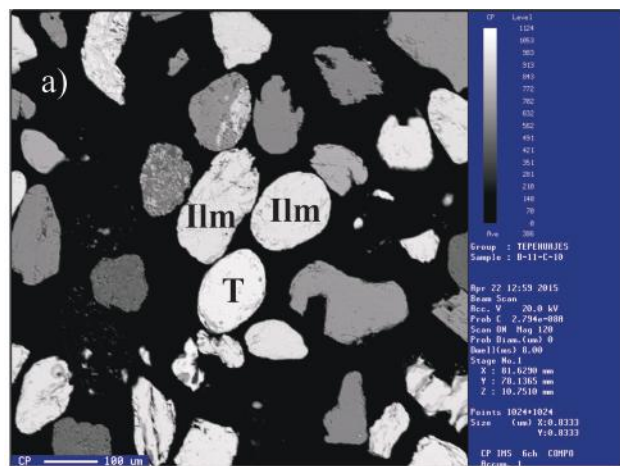 a)
Ilm
Ilm
T
CP
100 um
CP Level
1124
1053
983
913
843
772
702
632
562
491
421
351
281
210
140
70
0
Ave 386
Group : TEPEHUAJES
Sample : B-11-C-10
Apr 22 12:59 2015
Beam Scan
Acc. V 20.0 kV
Prob C 2.794e-008
Scan ON Mag 120
Prob Diam.(um) 0
Dwell(ms) 8.00
Stage No.1
X : 81.6290 mm
Y : 78.1365 mm
Z : 10.7510 mm
Points 1024*1024
Size (um) X:0.8333
Y:0.8333
CP IMS 6ch COMPO
Accum. 1